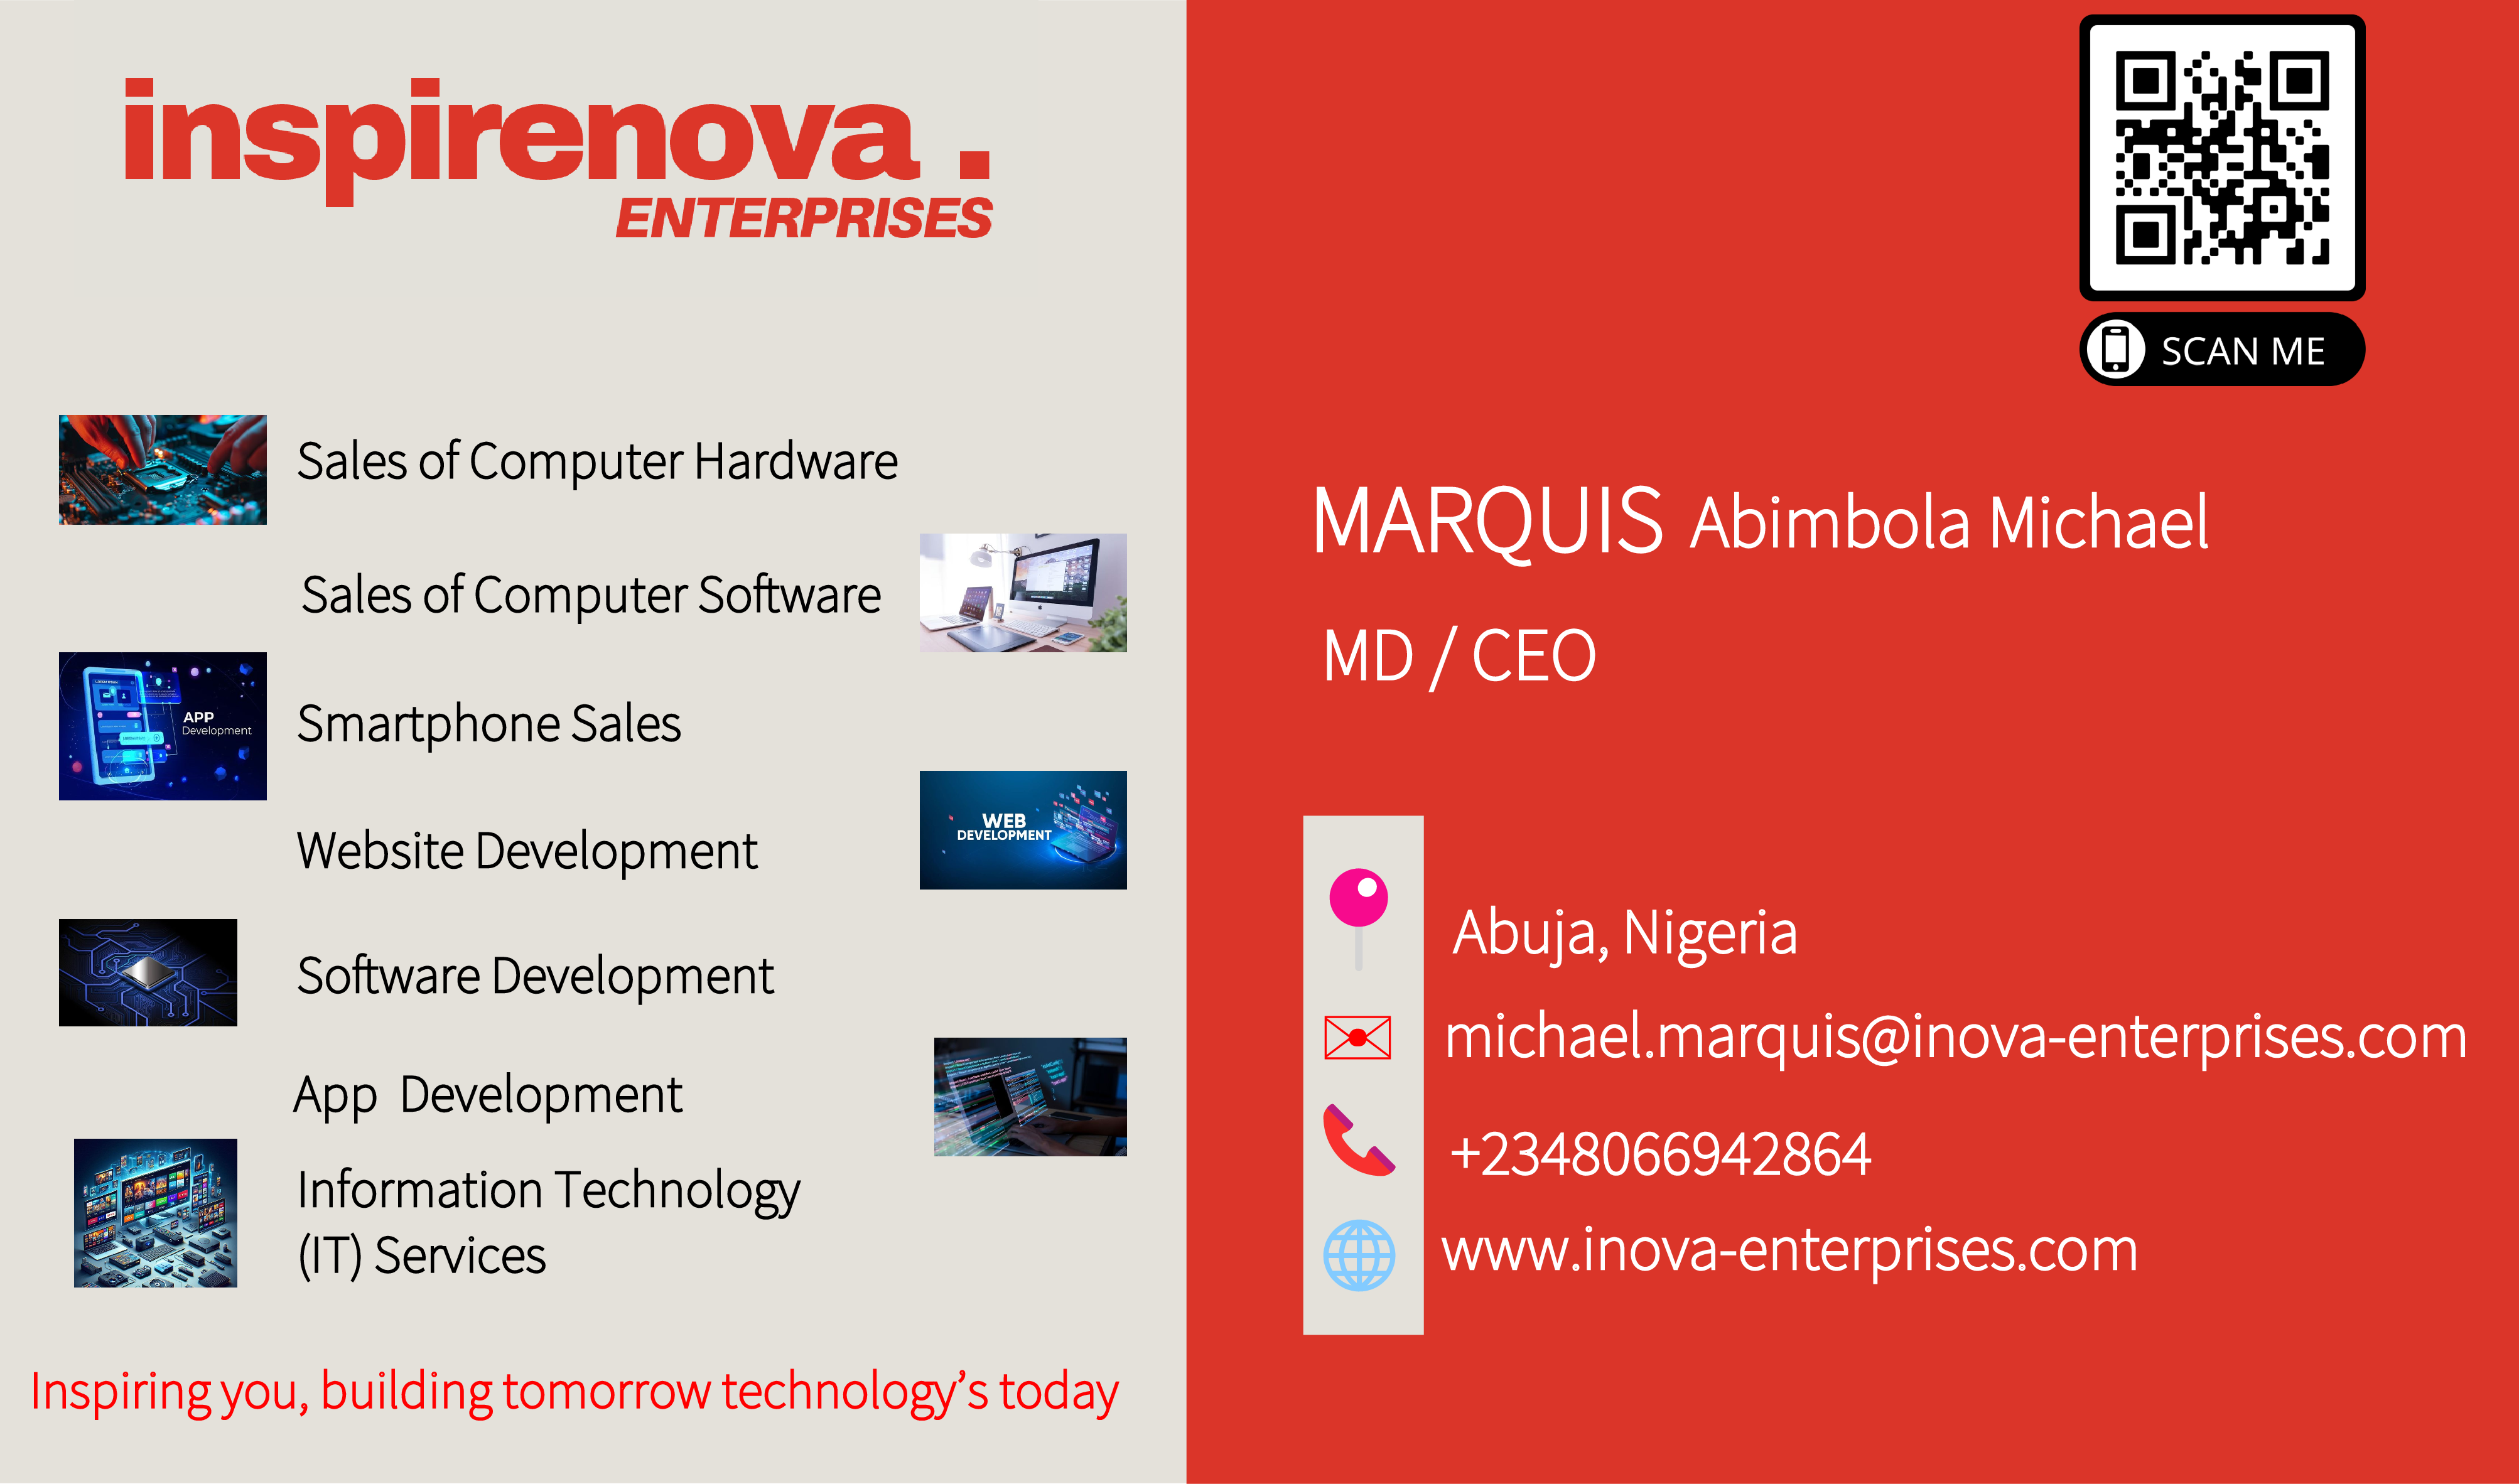 inspirenova .
ENTERPRISES
Sales of Computer Hardware
Sales of Computer Software
APP
Development
Smartphone Sales
WEB
DEVELOPMENT
Website Development
Software Development
App  Development
Information Technology
(IT) Services
Inspiring you, building tomorrow technology’s today
SCAN ME
MARQUIS Abimbola Michael
MD / CEO
Abuja, Nigeria
michael.marquis@inova-enterprises.com
+2348066942864
www.inova-enterprises.com